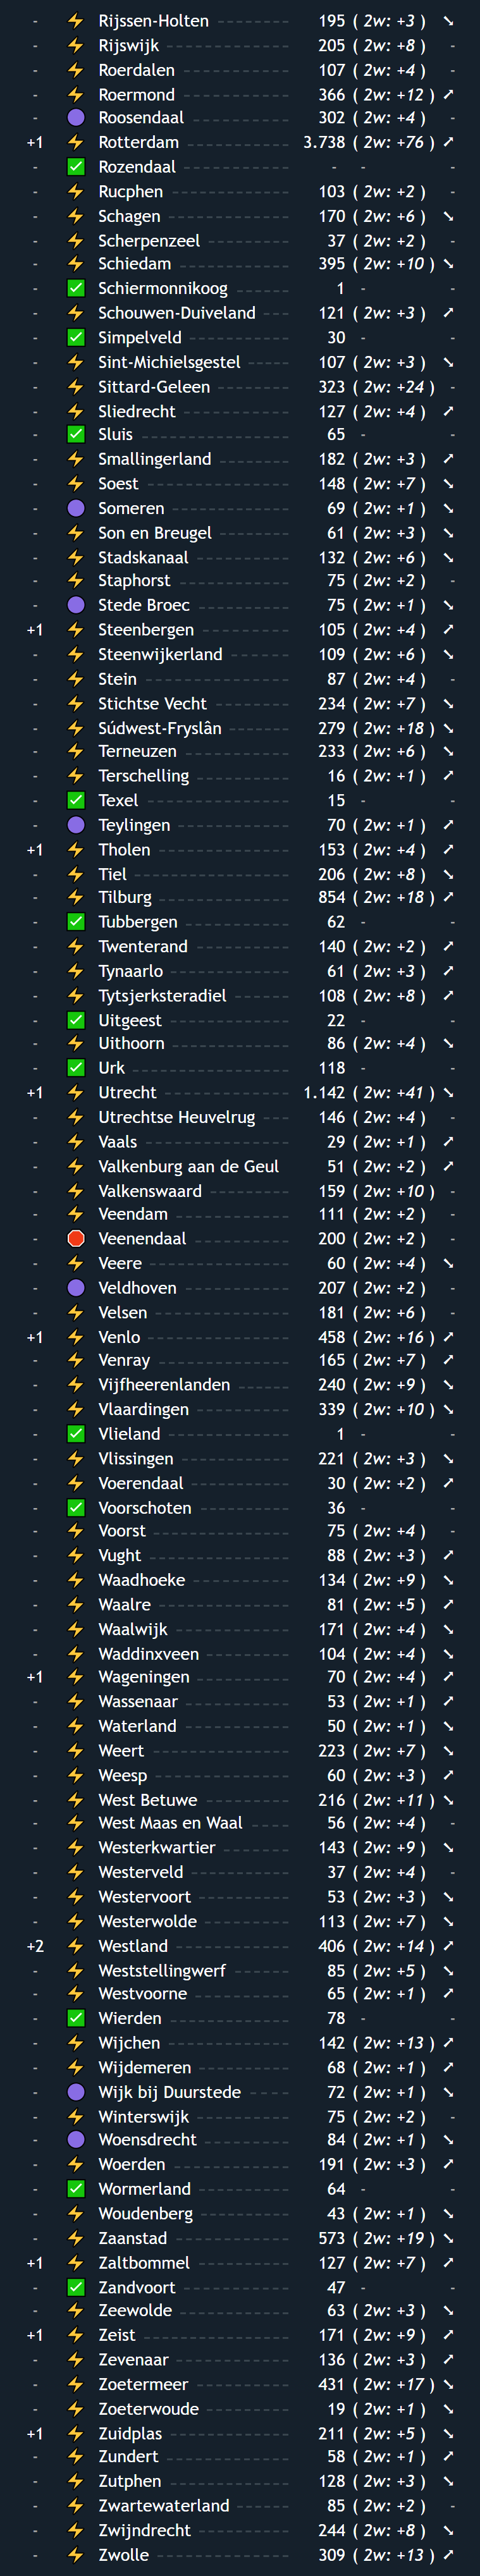 - ⚡ Rijssen-Holten ------- 195 ( 2w: +3 ) ➘
- ⚡ Rijswijk ------- 205 ( 2w: +8 ) -
- ⚡ Roerdalen ------- 107 ( 2w: +4 ) -
- ⚡ Roermond ------- 366 ( 2w: +12 ) ➚
- 🟣 Roosendaal ------- 302 ( 2w: +4 ) -
+1 ⚡ Rotterdam ------- 3.738 ( 2w: +76 ) ➚
- ✅ Rozendaal ------- - - -
- ⚡ Rucphen ------- 103 ( 2w: +2 ) -
- ⚡ Schagen ------- 170 ( 2w: +6 ) ➘
- ⚡ Scherpenzeel ------- 37 ( 2w: +2 ) -
- ⚡ Schiedam ------- 395 ( 2w: +10 ) ➘
- ✅ Schiermonnikoog ------- 1 - -
- ⚡ Schouwen-Duiveland ---- 121 ( 2w: +3 ) ➚
- ✅ Simpelveld ------- 30 - -
- ⚡ Sint-Michielsgestel ----- 107 ( 2w: +3 ) ➘
- ⚡ Sittard-Geleen ------- 323 ( 2w: +24 ) -
- ⚡ Sliedrecht ------- 127 ( 2w: +4 ) ➚
- ✅ Sluis ------- 65 - -
- ⚡ Smallingerland ------- 182 ( 2w: +3 ) ➚
- ⚡ Soest ------- 148 ( 2w: +7 ) ➘
- 🟣 Someren ------- 69 ( 2w: +1 ) ➘
- ⚡ Son en Breugel ------- 61 ( 2w: +3 ) ➘
- ⚡ Stadskanaal ------- 132 ( 2w: +6 ) ➘
- ⚡ Staphorst ------- 75 ( 2w: +2 ) -
- 🟣 Stede Broec ------- 75 ( 2w: +1 ) ➘
+1 ⚡ Steenbergen ------- 105 ( 2w: +4 ) ➚
- ⚡ Steenwijkerland ------- 109 ( 2w: +6 ) ➘
- ⚡ Stein ------- 87 ( 2w: +4 ) -
- ⚡ Stichtse Vecht ------- 234 ( 2w: +7 ) ➘
- ⚡ Súdwest-Fryslân ------- 279 ( 2w: +18 ) ➘
- ⚡ Terneuzen ------- 233 ( 2w: +6 ) ➘
- ⚡ Terschelling ------- 16 ( 2w: +1 ) ➚
- ✅ Texel ------- 15 - -
- 🟣 Teylingen ------- 70 ( 2w: +1 ) ➚
+1 ⚡ Tholen ------- 153 ( 2w: +4 ) ➚
- ⚡ Tiel ------- 206 ( 2w: +8 ) ➘
- ⚡ Tilburg ------- 854 ( 2w: +18 ) ➚
- ✅ Tubbergen ------- 62 - -
- ⚡ Twenterand ------- 140 ( 2w: +2 ) ➚
- ⚡ Tynaarlo ------- 61 ( 2w: +3 ) ➚
- ⚡ Tytsjerksteradiel ------- 108 ( 2w: +8 ) ➚
- ✅ Uitgeest ------- 22 - -
- ⚡ Uithoorn ------- 86 ( 2w: +4 ) ➘
- ✅ Urk ------- 118 - -
+1 ⚡ Utrecht ------- 1.142 ( 2w: +41 ) ➘
- ⚡ Utrechtse Heuvelrug ---- 146 ( 2w: +4 ) -
- ⚡ Vaals ------- 29 ( 2w: +1 ) ➚
- ⚡ Valkenburg aan de Geul 51 ( 2w: +2 ) ➚
- ⚡ Valkenswaard ------- 159 ( 2w: +10 ) -
- ⚡ Veendam ------- 111 ( 2w: +2 ) -
- 🛑 Veenendaal ------- 200 ( 2w: +2 ) -
- ⚡ Veere ------- 60 ( 2w: +4 ) ➘
- 🟣 Veldhoven ------- 207 ( 2w: +2 ) -
- ⚡ Velsen ------- 181 ( 2w: +6 ) -
+1 ⚡ Venlo ------- 458 ( 2w: +16 ) ➚
- ⚡ Venray ------- 165 ( 2w: +7 ) ➚
- ⚡ Vijfheerenlanden ------- 240 ( 2w: +9 ) ➘
- ⚡ Vlaardingen ------- 339 ( 2w: +10 ) ➘
- ✅ Vlieland ------- 1 - -
- ⚡ Vlissingen ------- 221 ( 2w: +3 ) ➘
- ⚡ Voerendaal ------- 30 ( 2w: +2 ) ➚
- ✅ Voorschoten ------- 36 - -
- ⚡ Voorst ------- 75 ( 2w: +4 ) -
- ⚡ Vught ------- 88 ( 2w: +3 ) ➚
- ⚡ Waadhoeke ------- 134 ( 2w: +9 ) ➘
- ⚡ Waalre ------- 81 ( 2w: +5 ) ➚
- ⚡ Waalwijk ------- 171 ( 2w: +4 ) ➘
- ⚡ Waddinxveen ------- 104 ( 2w: +4 ) ➘
+1 ⚡ Wageningen ------- 70 ( 2w: +4 ) ➚
- ⚡ Wassenaar ------- 53 ( 2w: +1 ) ➚
- ⚡ Waterland ------- 50 ( 2w: +1 ) ➘
- ⚡ Weert ------- 223 ( 2w: +7 ) ➘
- ⚡ Weesp ------- 60 ( 2w: +3 ) ➚
- ⚡ West Betuwe ------- 216 ( 2w: +11 ) ➘
- ⚡ West Maas en Waal ---- 56 ( 2w: +4 ) -
- ⚡ Westerkwartier ------- 143 ( 2w: +9 ) ➘
- ⚡ Westerveld ------- 37 ( 2w: +4 ) -
- ⚡ Westervoort ------- 53 ( 2w: +3 ) ➘
- ⚡ Westerwolde ------- 113 ( 2w: +7 ) ➘
+2 ⚡ Westland ------- 406 ( 2w: +14 ) ➚
- ⚡ Weststellingwerf ------- 85 ( 2w: +5 ) ➘
- ⚡ Westvoorne ------- 65 ( 2w: +1 ) ➚
- ✅ Wierden ------- 78 - -
- ⚡ Wijchen ------- 142 ( 2w: +13 ) ➚
- ⚡ Wijdemeren ------- 68 ( 2w: +1 ) ➚
- 🟣 Wijk bij Duurstede ---- 72 ( 2w: +1 ) ➘
- ⚡ Winterswijk ------- 75 ( 2w: +2 ) -
- 🟣 Woensdrecht ------- 84 ( 2w: +1 ) ➘
- ⚡ Woerden ------- 191 ( 2w: +3 ) ➚
- ✅ Wormerland ------- 64 - -
- ⚡ Woudenberg ------- 43 ( 2w: +1 ) ➘
- ⚡ Zaanstad ------- 573 ( 2w: +19 ) ➘
+1 ⚡ Zaltbommel ------- 127 ( 2w: +7 ) ➚
- ✅ Zandvoort ------- 47 - -
- ⚡ Zeewolde ------- 63 ( 2w: +3 ) ➘
+1 ⚡ Zeist ------- 171 ( 2w: +9 ) ➚
- ⚡ Zevenaar ------- 136 ( 2w: +3 ) ➚
- ⚡ Zoetermeer ------- 431 ( 2w: +17 ) ➘
- ⚡ Zoeterwoude ------- 19 ( 2w: +1 ) ➘
+1 ⚡ Zuidplas ------- 211 ( 2w: +5 ) ➘
- ⚡ Zundert ------- 58 ( 2w: +1 ) ➚
- ⚡ Zutphen ------- 128 ( 2w: +3 ) ➘
- ⚡ Zwartewaterland ------- 85 ( 2w: +2 ) -
- ⚡ Zwijndrecht ------- 244 ( 2w: +8 ) ➘
- ⚡ Zwolle ------- 309 ( 2w: +13 ) ➚